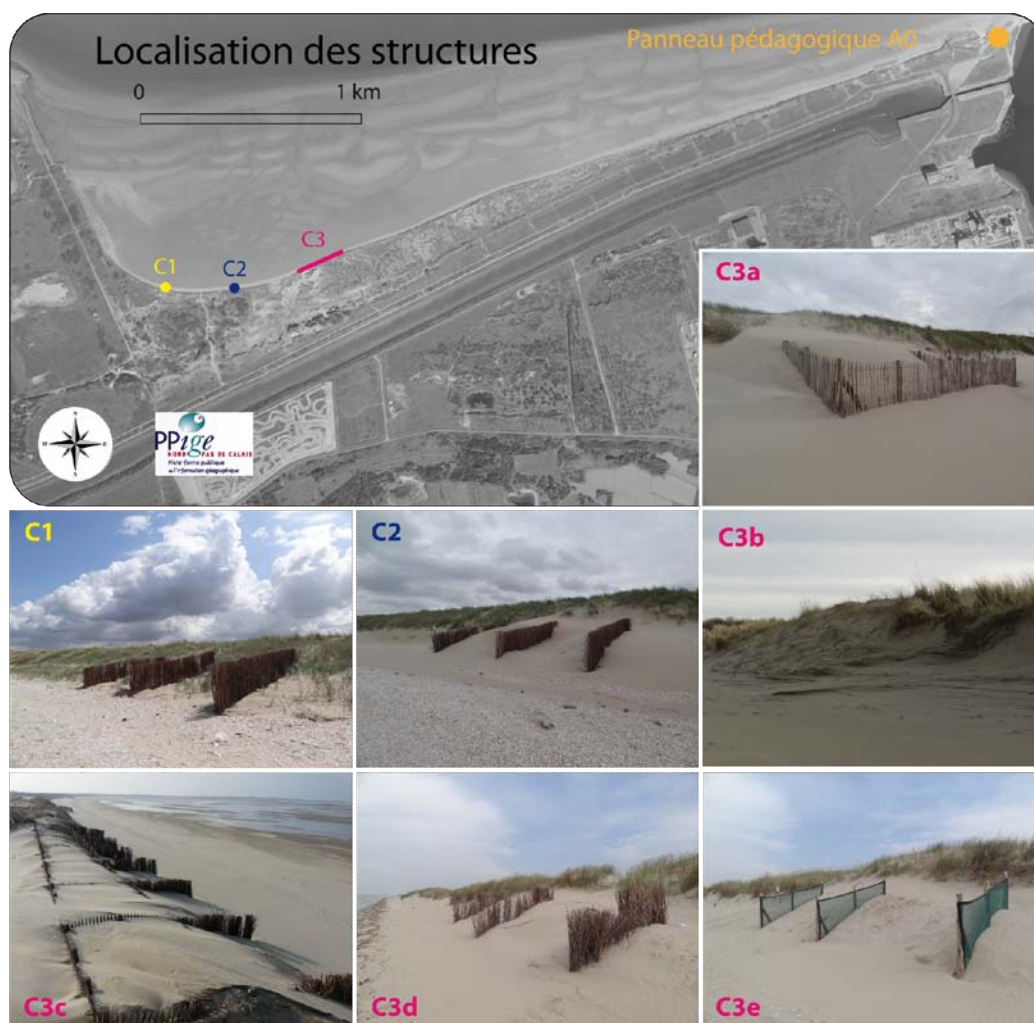 Localisation des structures
Panneau pédagogique A0
0 1 km
C3
C1
C2
C3a
N
W E
S
PPige
NORD PAS DE CALAIS
Plate-forme publique
de l'information géographique
C1
C2
C3b
C3c
C3d
C3e